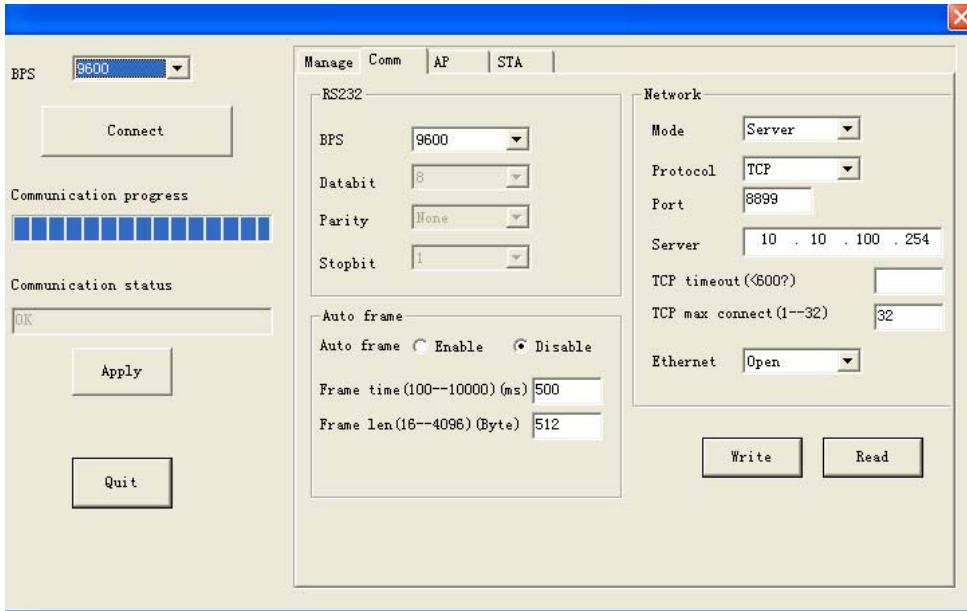 BPS 9600
Connect
Communication progress
Communication status
OK
Apply
Quit
Manage Comm AP STA
RS232
BPS 9600
Databit 8
Parity None
Stopbit 1
Auto frame
Auto frame Enable Disable
Frame time(100--10000)(ms) 500
Frame len(16--4096)(Byte) 512
Network
Mode Server
Protocol TCP
Port 8899
Server 10 . 10 . 100 . 254
TCP timeout(<600?)
TCP max connect(1--32) 32
Ethernet Open
Write Read